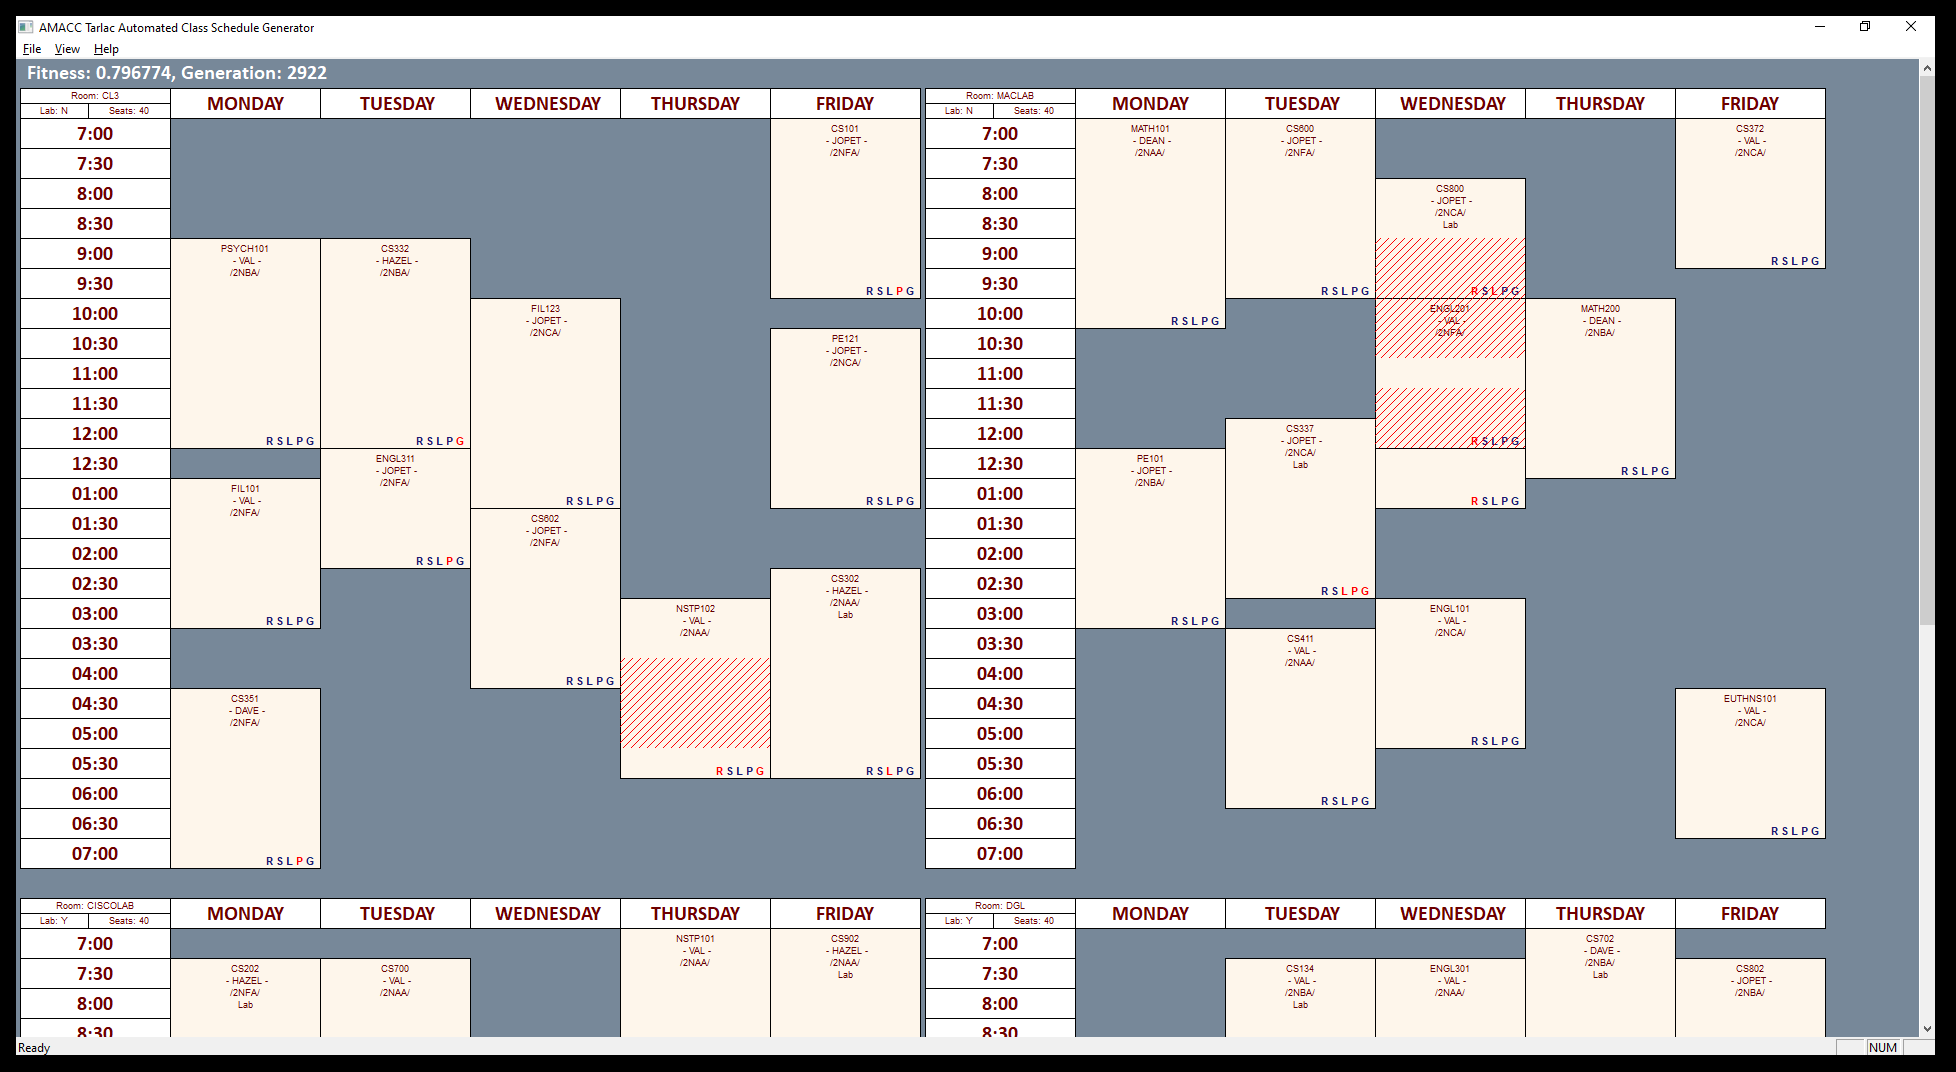 AMACC Tarlac Automated Class Schedule Generator
File View Help
Fitness: 0.796774, Generation: 2922
Room: CL3
Lab: N Seats: 40
MONDAY TUESDAY WEDNESDAY THURSDAY FRIDAY
7:00
7:30
8:00
8:30
9:00
9:30
10:00
10:30
11:00
11:30
12:00
12:30
01:00
01:30
02:00
02:30
03:00
03:30
04:00
04:30
05:00
05:30
06:00
06:30
07:00
PSYCH101
- VAL -
/2NBA/
R S L P G
FIL101
- VAL -
/2NFA/
R S L P G
CS351
- DAVE -
/2NFA/
R S L P G
CS332
- HAZEL -
/2NBA/
R S L P G
ENGL311
- JOPET -
/2NFA/
R S L P G
FIL123
- JOPET -
/2NCA/
R S L P G
CS602
- JOPET -
/2NFA/
R S L P G
NSTP102
- VAL -
/2NAA/
R S L P G
CS101
- JOPET -
/2NFA/
R S L P G
PE121
- JOPET -
/2NCA/
R S L P G
CS302
- HAZEL -
/2NAA/
Lab
R S L P G
Room: MACLAB
Lab: N Seats: 40
MONDAY TUESDAY WEDNESDAY THURSDAY FRIDAY
7:00
7:30
8:00
8:30
9:00
9:30
10:00
10:30
11:00
11:30
12:00
12:30
01:00
01:30
02:00
02:30
03:00
03:30
04:00
04:30
05:00
05:30
06:00
06:30
07:00
MATH101
- DEAN -
/2NAA/
R S L P G
PE101
- JOPET -
/2NBA/
R S L P G
CS600
- JOPET -
/2NFA/
R S L P G
CS337
- JOPET -
/2NCA/
Lab
R S L P G
CS411
- VAL -
/2NAA/
R S L P G
CS800
- JOPET -
/2NCA/
Lab
R S L P G
ENGL201
- VAL -
/2NFA/
R S L P G
R S L P G
ENGL101
- VAL -
/2NCA/
R S L P G
MATH200
- DEAN -
/2NBA/
R S L P G
CS372
- VAL -
/2NCA/
R S L P G
EUTHNS101
- VAL -
/2NCA/
R S L P G
Room: CISCOLAB
Lab: Y Seats: 40
MONDAY TUESDAY WEDNESDAY THURSDAY FRIDAY
7:00
7:30
8:00
8:30
CS202
- HAZEL -
/2NFA/
Lab
CS700
- VAL -
/2NAA/
NSTP101
- VAL -
/2NAA/
CS902
- HAZEL -
/2NAA/
Lab
Room: DGL
Lab: Y Seats: 40
MONDAY TUESDAY WEDNESDAY THURSDAY FRIDAY
7:00
7:30
8:00
8:30
CS134
- VAL -
/2NBA/
Lab
ENGL301
- VAL -
/2NAA/
CS702
- DAVE -
/2NBA/
Lab
CS802
- JOPET -
/2NBA/
Ready
NUM